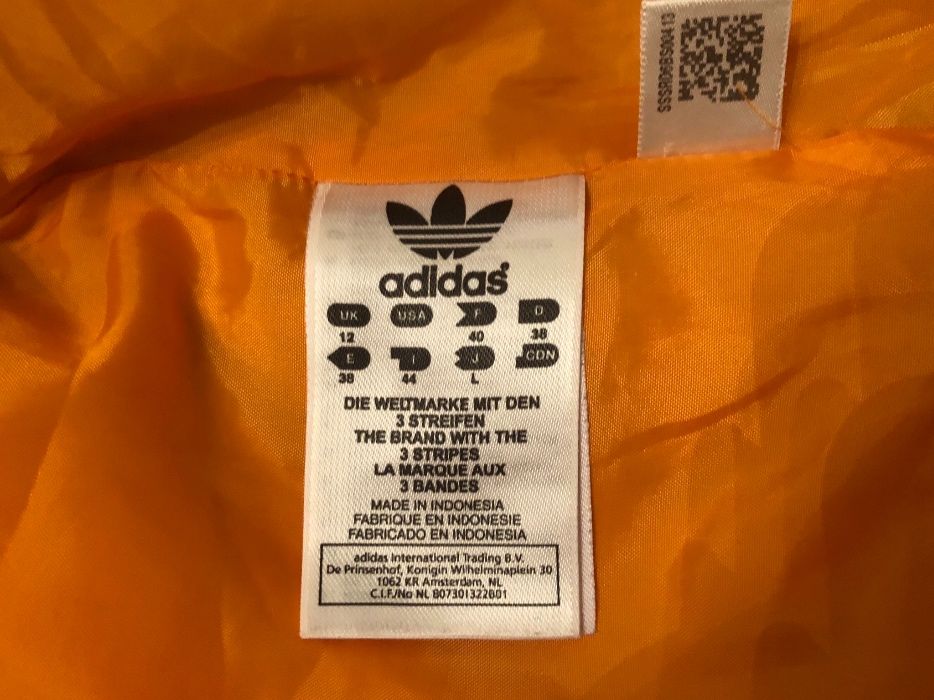 SSSRD6BS00413
adidas
UK USA F D
12 40 38
E I J CDN
38 44 L
DIE WELTMARKE MIT DEN
3 STREIFEN
THE BRAND WITH THE
3 STRIPES
LA MARQUE AUX
3 BANDES
MADE IN INDONESIA
FABRIQUE EN INDONESIE
FABRICADO EN INDONESIA
adidas International Trading B.V.
De Prinsenhof, Konigin Wilhelminaplein 30
1062 KR Amsterdam, NL
C.I.F./No NL 807301322B01